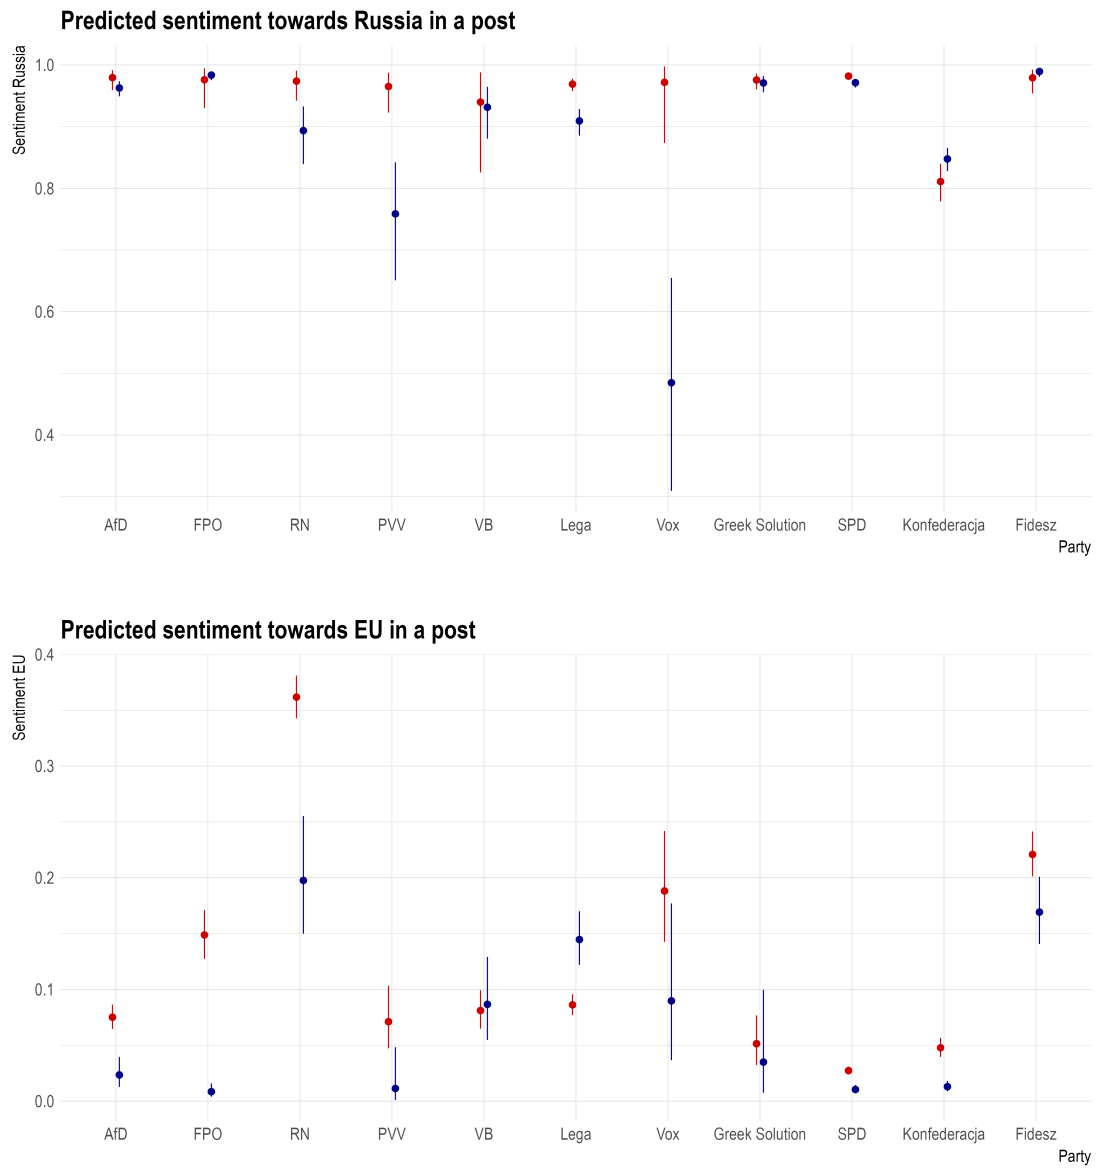 Predicted sentiment towards Russia in a post
Sentiment Russia
1.0
0.8
0.6
0.4
AfD FPO RN PVV VB Lega Vox Greek Solution SPD Konfederacja Fidesz
Party
Predicted sentiment towards EU in a post
Sentiment EU
0.4
0.3
0.2
0.1
0.0
AfD FPO RN PVV VB Lega Vox Greek Solution SPD Konfederacja Fidesz
Party